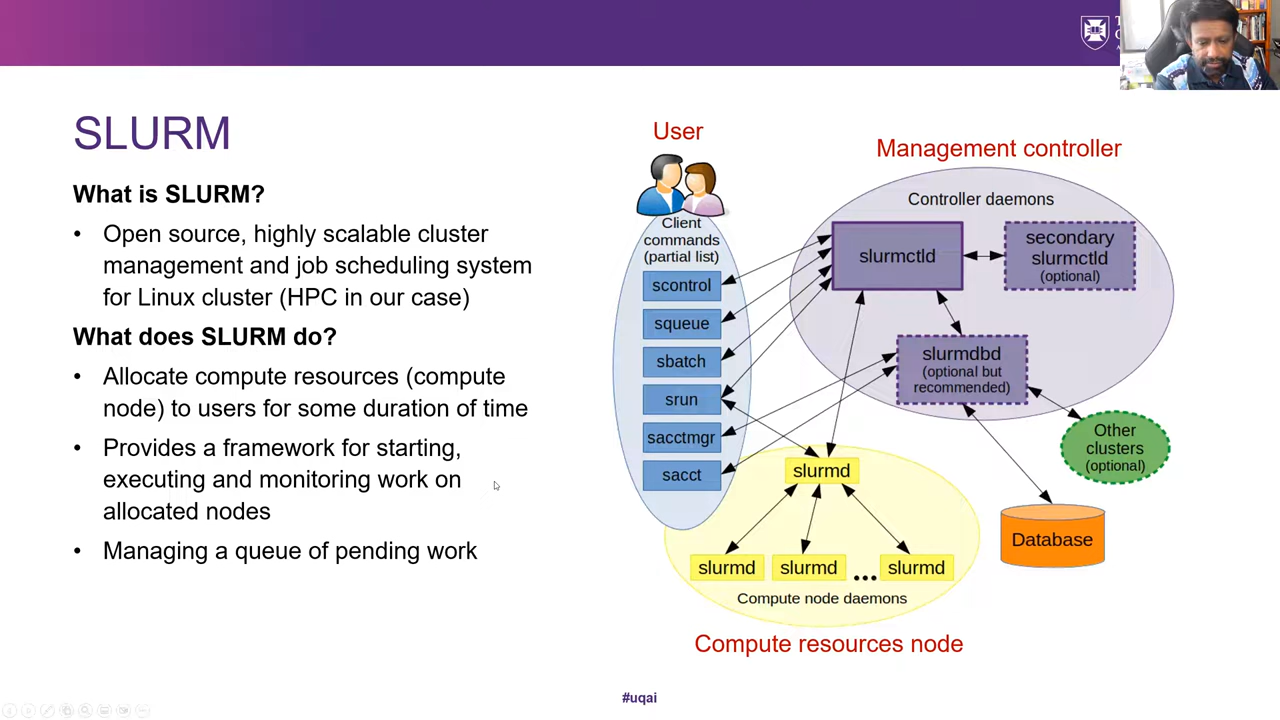 SLURM
What is SLURM?
• Open source, highly scalable cluster
management and job scheduling system
for Linux cluster (HPC in our case)
What does SLURM do?
• Allocate compute resources (compute
node) to users for some duration of time
• Provides a framework for starting,
executing and monitoring work on
allocated nodes
• Managing a queue of pending work
User
Client
commands
(partial list)
scontrol
squeue
sbatch
srun
sacctmgr
sacct
Management controller
Controller daemons
slurmctld
secondary
slurmctld
(optional)
slurmdbd
(optional but
recommended)
Other
clusters
(optional)
Database
slurmd
slurmd
slurmd
...
slurmd
Compute node daemons
Compute resources node
#uqai